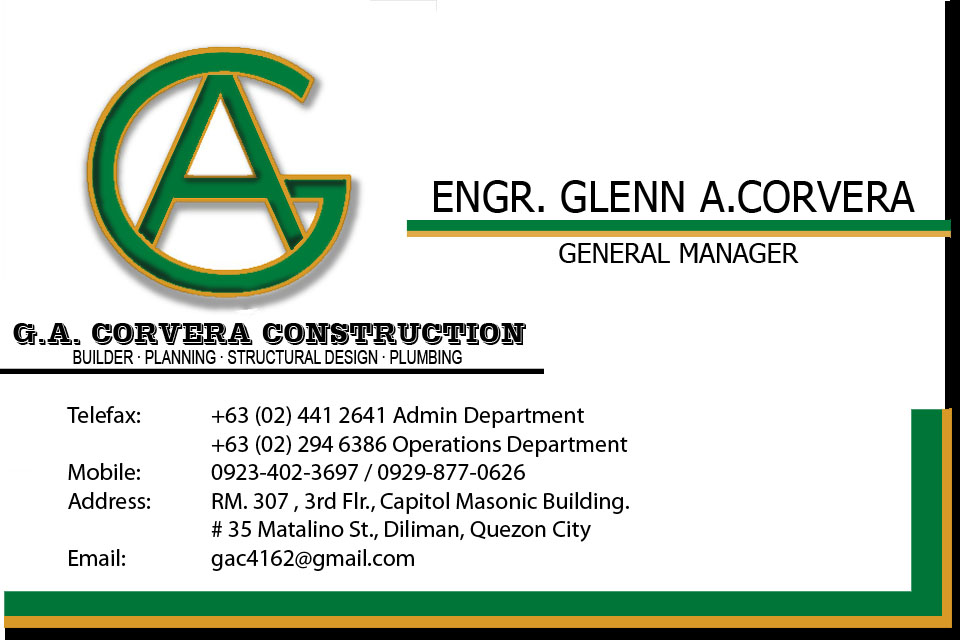 GA
ENGR. GLENN A.CORVERA
GENERAL MANAGER
G.A. CORVERA CONSTRUCTION
BUILDER · PLANNING · STRUCTURAL DESIGN · PLUMBING
Telefax: +63 (02) 441 2641 Admin Department
+63 (02) 294 6386 Operations Department
Mobile: 0923-402-3697 / 0929-877-0626
Address: RM. 307 , 3rd Flr., Capitol Masonic Building.
# 35 Matalino St., Diliman, Quezon City
Email: gac4162@gmail.com